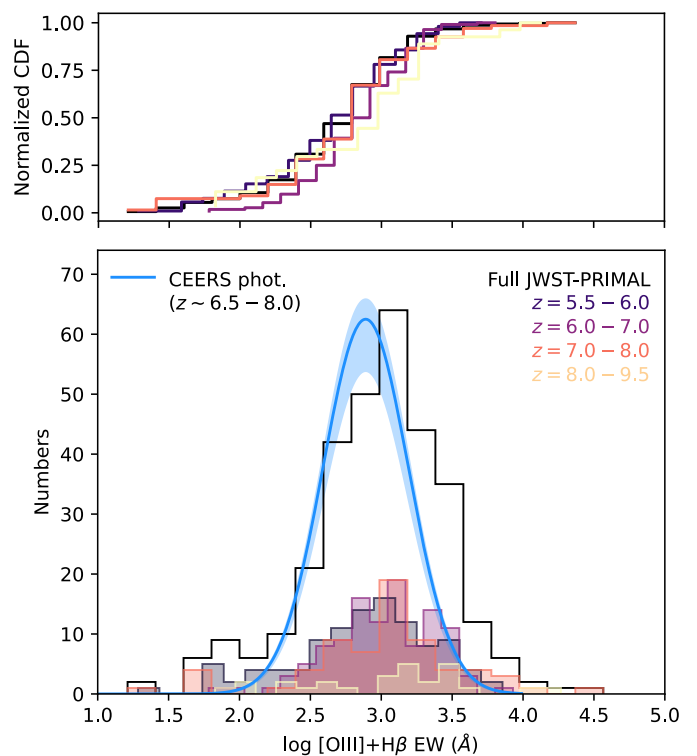 1.00
0.75
0.50
0.25
0.00
Normalized CDF
70
60
50
40
30
20
10
0
Numbers
CEERS phot.
(z ~ 6.5 − 8.0)
Full JWST-PRIMAL
z = 5.5 − 6.0
z = 6.0 − 7.0
z = 7.0 − 8.0
z = 8.0 − 9.5
1.0 1.5 2.0 2.5 3.0 3.5 4.0 4.5 5.0
log [OIII]+Hβ EW (Å)